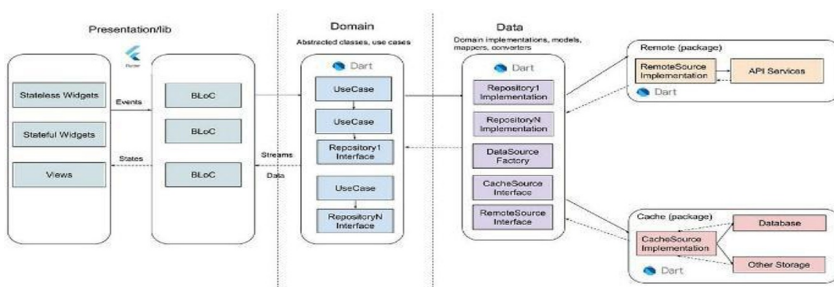 Presentation/lib
Domain
Data
Abstracted classes, use cases
Domain implementations, models,
mappers, converters
Flutter
Stateless Widgets
Stateful Widgets
Views
Events
States
BLoC
BLoC
BLoC
Streams
Data
Dart
UseCase
UseCase
Repository1
Interface
UseCase
RepositoryN
Interface
Dart
Repository1
Implementation
RepositoryN
Implementation
DataSource
Factory
CacheSource
Interface
RemoteSource
Interface
Remote (package)
RemoteSource
Implementation
API Services
Dart
Cache (package)
CacheSource
Implementation
Database
Other Storage
Dart